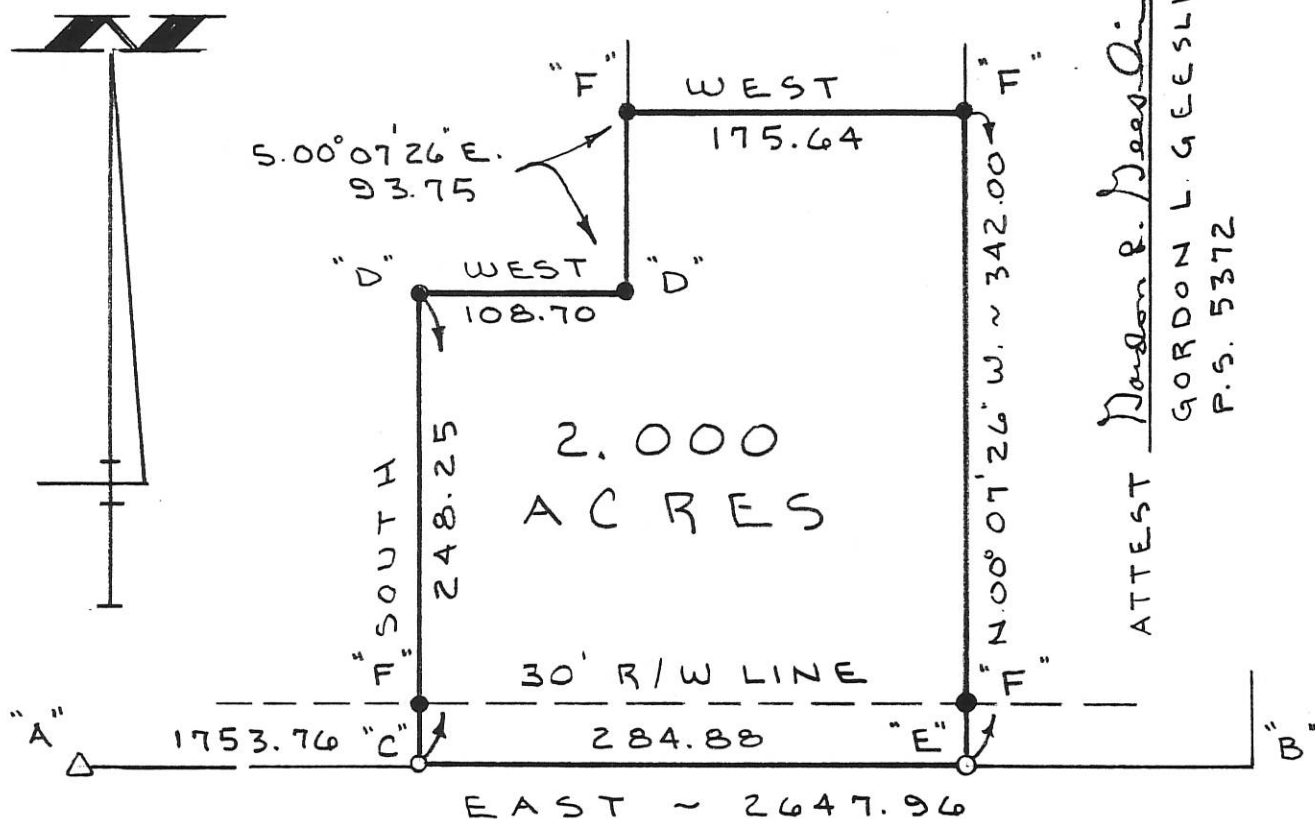 N
"F"
WEST
"F"
175.64
S.00°07'26"E.
93.75
"D"
WEST
"D"
108.70
N.00°07'26"W. ~ 342.00
SOUTH
248.25
2.000
ACRES
"F"
30' R/W LINE
"F"
"A"
1753.76
"C"
284.88
"E"
"B"
EAST ~ 2647.96
ATTEST
GORDON L. GEESLI
P.S. 5372